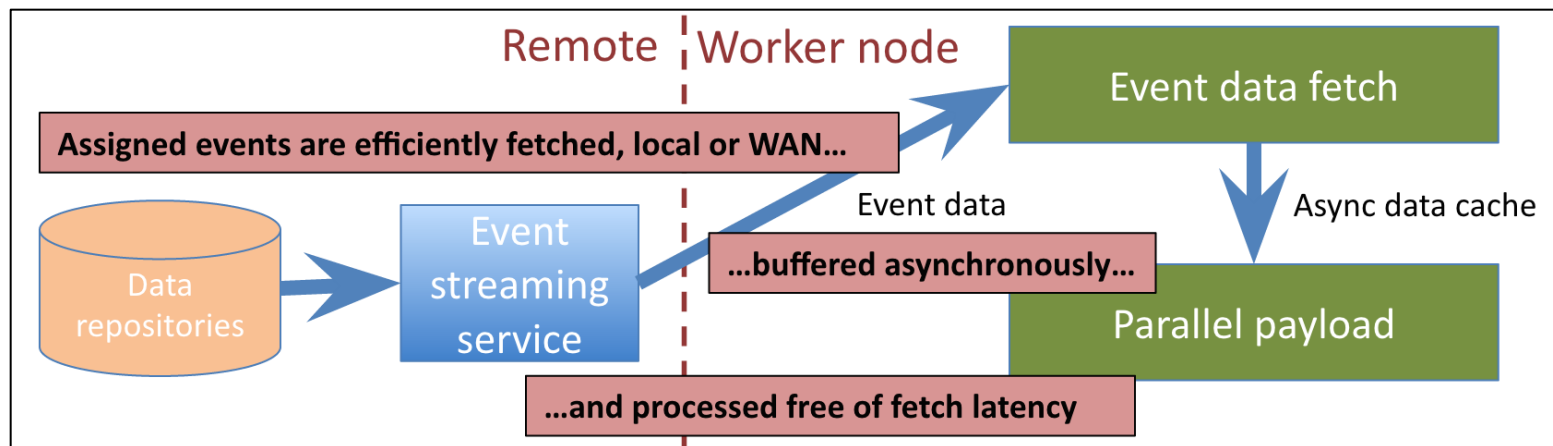 Remote
Worker node
Event data fetch
Assigned events are efficiently fetched, local or WAN…
Event data
Async data cache
Data
repositories
Event
streaming
service
…buffered asynchronously…
Parallel payload
…and processed free of fetch latency